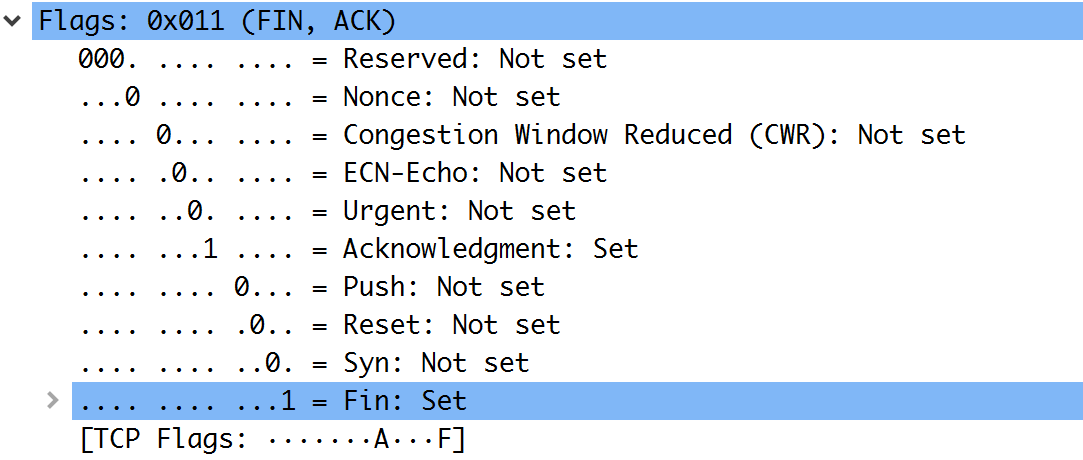 Flags: 0x011 (FIN, ACK)
000. .... .... = Reserved: Not set
...0 .... .... = Nonce: Not set
.... 0... .... = Congestion Window Reduced (CWR): Not set
.... .0.. .... = ECN-Echo: Not set
.... ..0. .... = Urgent: Not set
.... ...1 .... = Acknowledgment: Set
.... .... 0... = Push: Not set
.... .... .0.. = Reset: Not set
.... .... ..0. = Syn: Not set
.... .... ...1 = Fin: Set
[TCP Flags: ·······A···F]